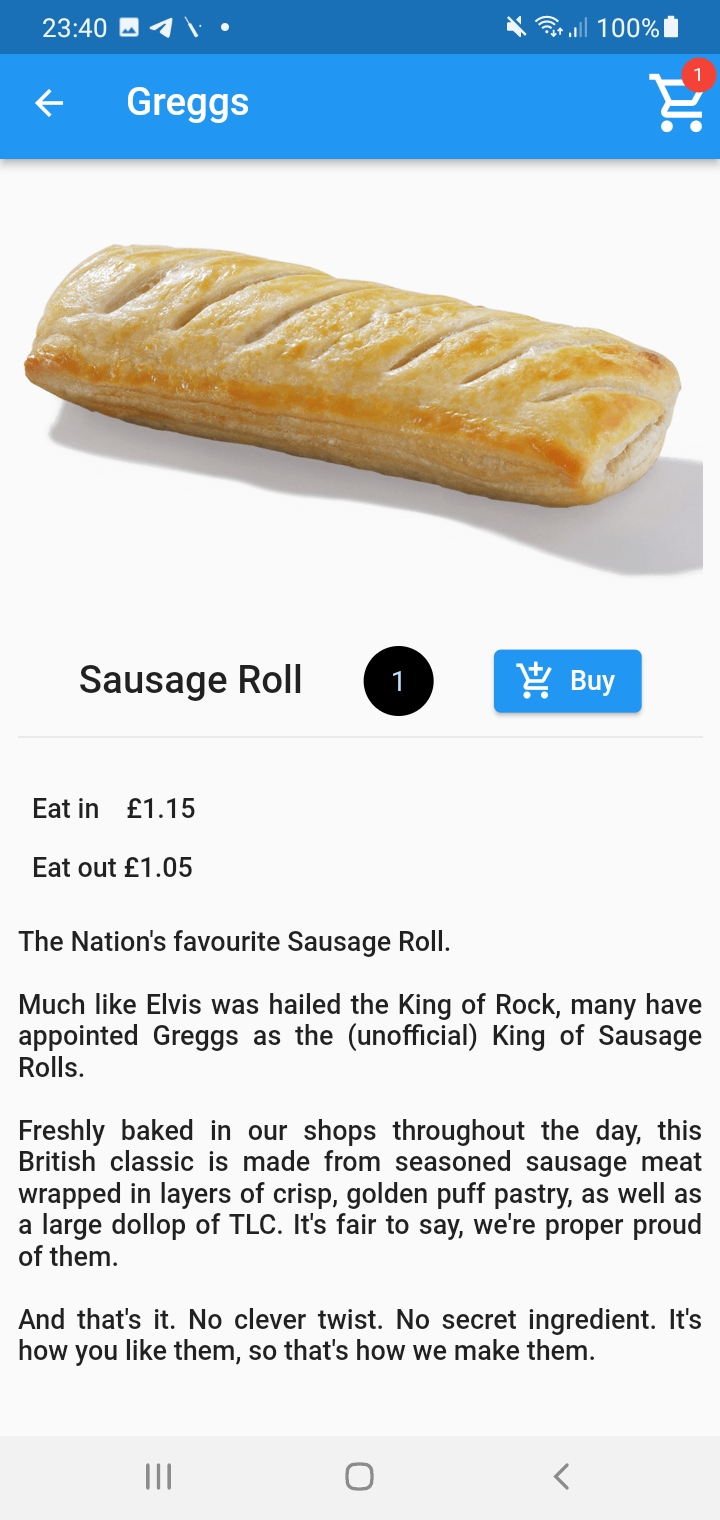 23:40 100%
Greggs 1
Sausage Roll 1 Buy
Eat in £1.15
Eat out £1.05
The Nation's favourite Sausage Roll.
Much like Elvis was hailed the King of Rock, many have
appointed Greggs as the (unofficial) King of Sausage
Rolls.
Freshly baked in our shops throughout the day, this
British classic is made from seasoned sausage meat
wrapped in layers of crisp, golden puff pastry, as well as
a large dollop of TLC. It's fair to say, we're proper proud
of them.
And that's it. No clever twist. No secret ingredient. It's
how you like them, so that's how we make them.